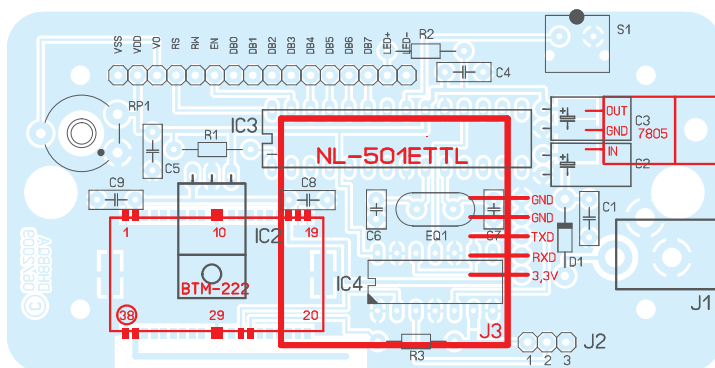 VSS VDD VO RS RW EN DB0 DB1 DB2 DB3 DB4 DB5 DB6 DB7 LED+ LED-
R2
S1
C4
RP1
IC3
R1
C5
NL-501ETTL
OUT
GND
IN
C3
7805
C2
C9
C8
C6
EQ1
C7
C1
GND
GND
TXD
RXD
3,3V
D1
1
10
IC2
19
BTM-222
38
29
20
IC4
J1
J3
R3
J2
1 2 3